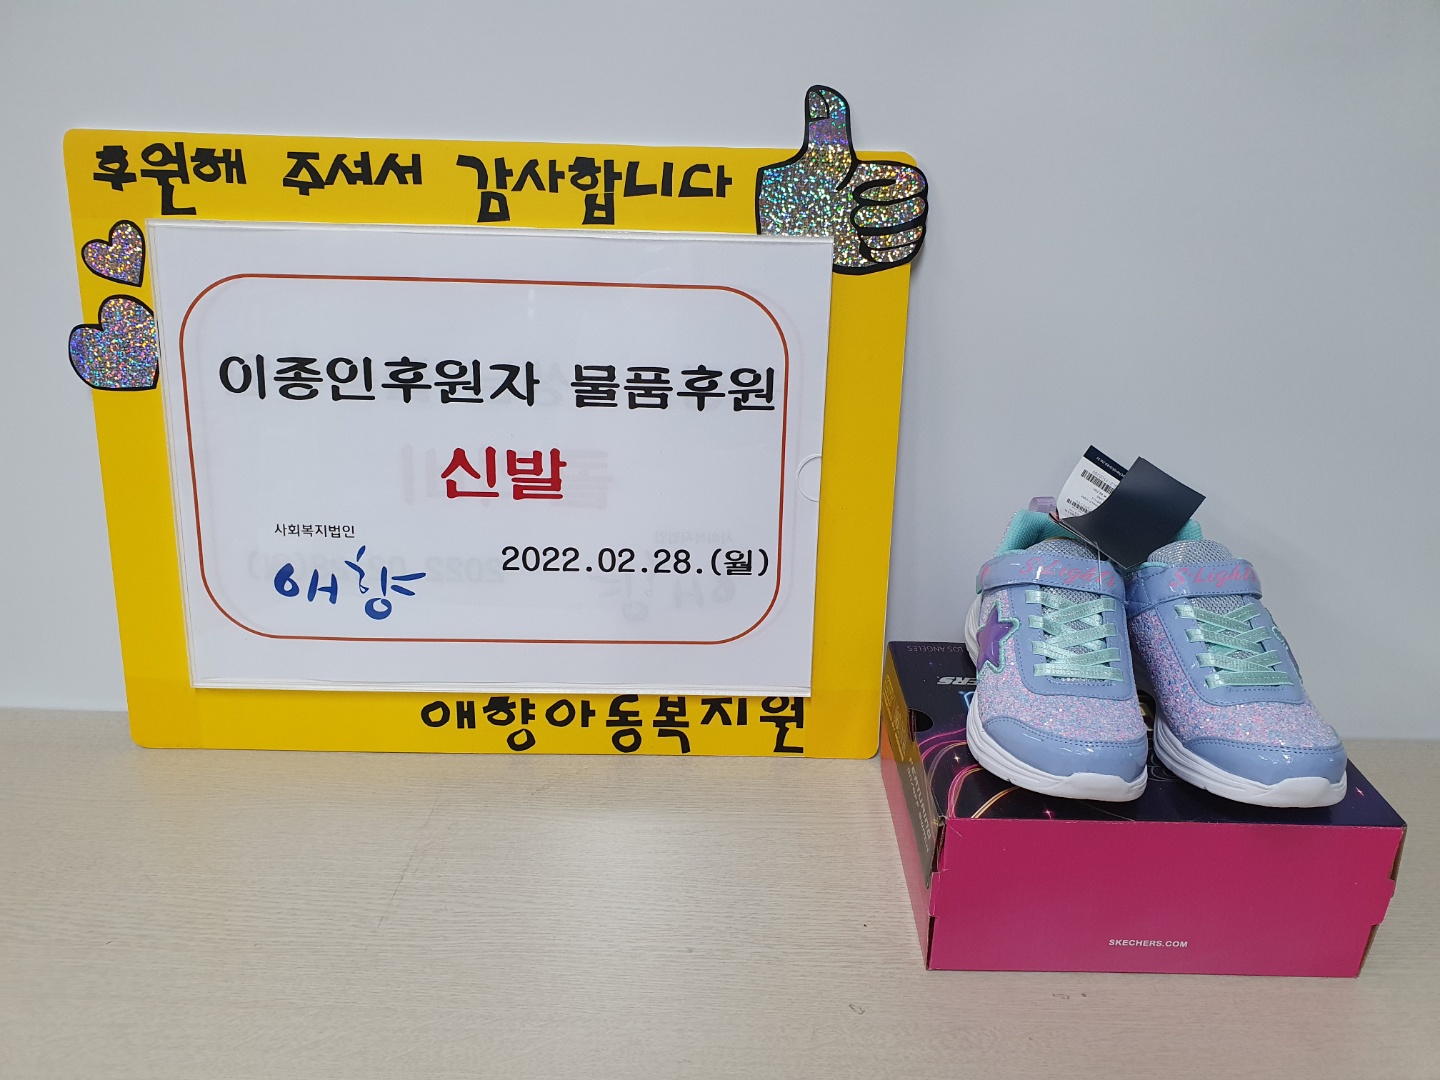 후원해 주셔서 감사합니다
이종인후원자 물품후원
신발
사회복지법인
애향
2022.02.28.(월)
애향아동복지원
S Lights
S Lights
LOS ANGELES
SKECHERS.COM